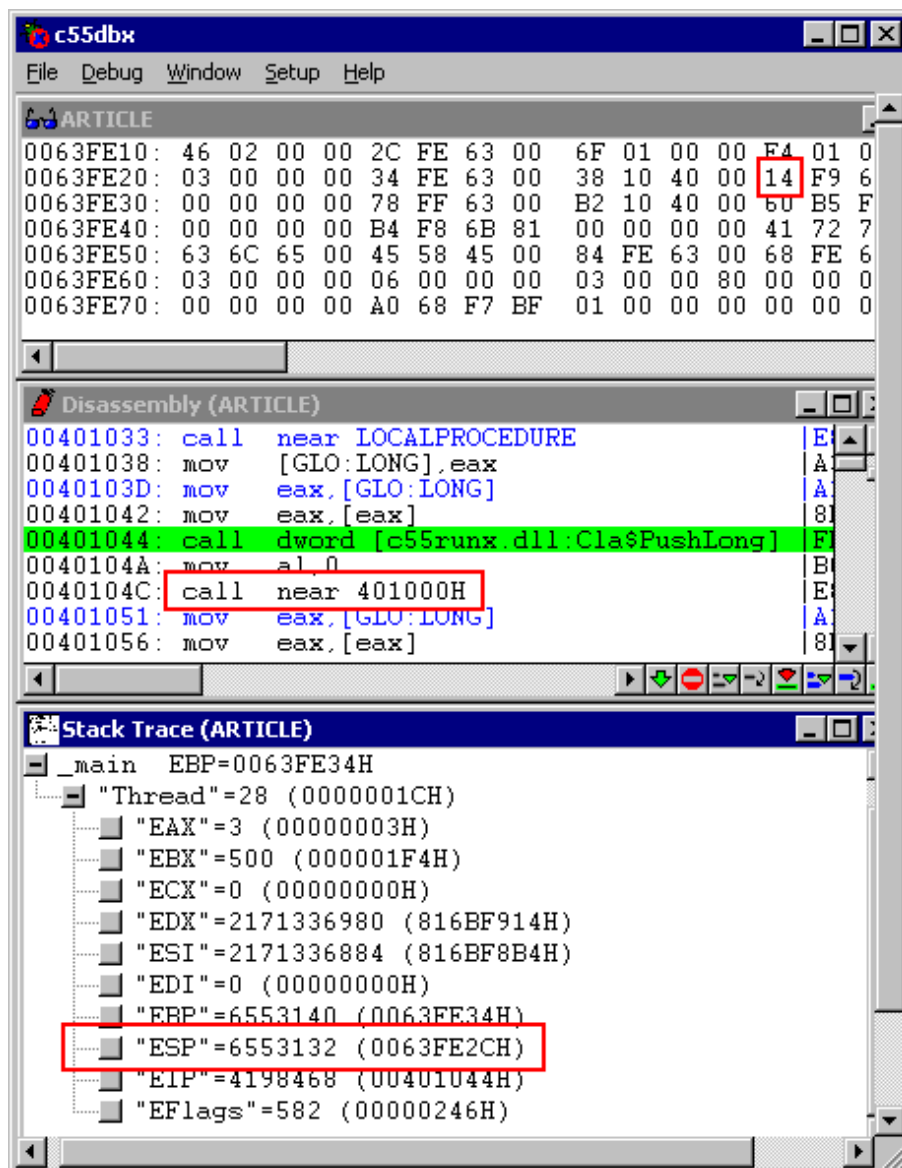 c55dbx
File Debug Window Setup Help
ARTICLE
0063FE10: 46 02 00 00 2C FE 63 00 6F 01 00 00 F4 01 0
0063FE20: 03 00 00 00 34 FE 63 00 38 10 40 00 14 F9 6
0063FE30: 00 00 00 00 78 FF 63 00 B2 10 40 00 60 B5 F
0063FE40: 00 00 00 00 B4 F8 6B 81 00 00 00 00 41 72 7
0063FE50: 63 6C 65 00 45 58 45 00 84 FE 63 00 68 FE 6
0063FE60: 03 00 00 00 06 00 00 00 03 00 00 80 00 00 0
0063FE70: 00 00 00 00 A0 68 F7 BF 01 00 00 00 00 00 0
Disassembly (ARTICLE)
00401033: call near LOCALPROCEDURE |E8
00401038: mov [GLO:LONG],eax |A
0040103D: mov eax,[GLO:LONG] |A
00401042: mov eax,[eax] |8
00401044: call dword [c55runx.dll:Cla$PushLong] |F
0040104A: mov al,0 |B
0040104C: call near 401000H |E
00401051: mov eax,[GLO:LONG] |A
00401056: mov eax,[eax] |8
Stack Trace (ARTICLE)
_main EBP=0063FE34H
"Thread"=28 (0000001CH)
"EAX"=3 (00000003H)
"EBX"=500 (000001F4H)
"ECX"=0 (00000000H)
"EDX"=2171336980 (816BF914H)
"ESI"=2171336884 (816BF8B4H)
"EDI"=0 (00000000H)
"EBP"=6553140 (0063FE34H)
"ESP"=6553132 (0063FE2CH)
"EIP"=4198468 (00401044H)
"EFlags"=582 (00000246H)